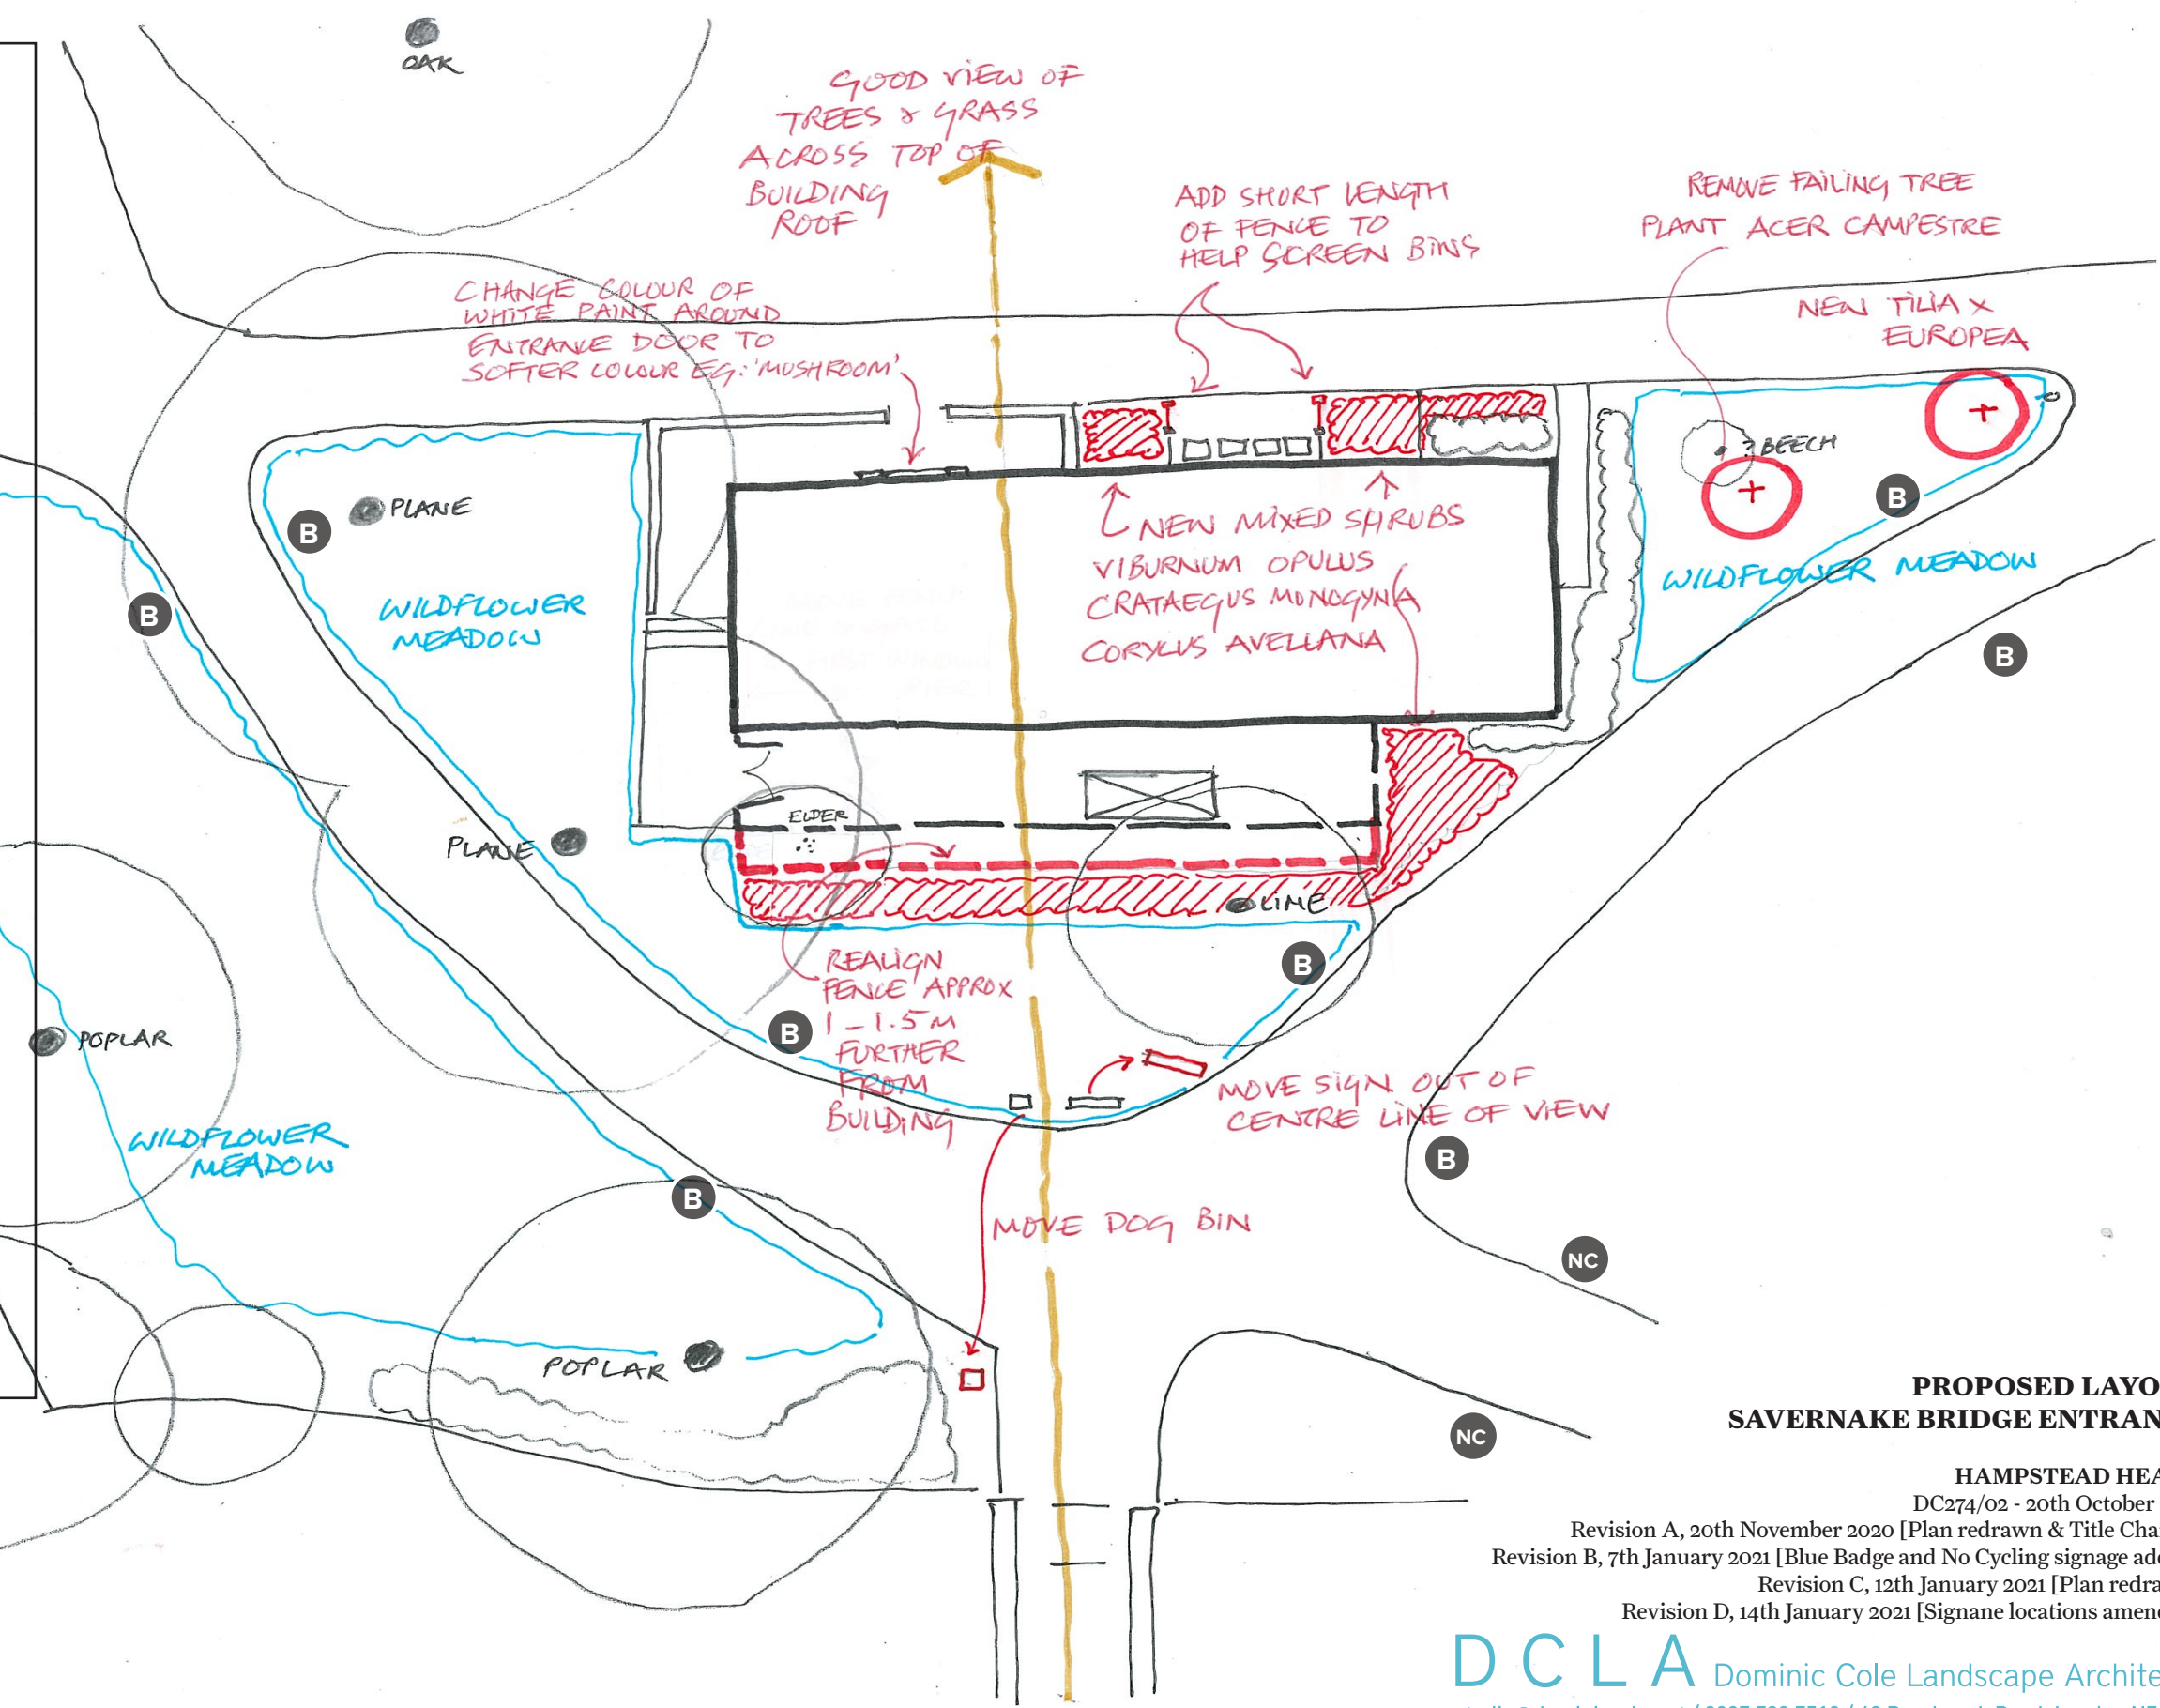 OAK
GOOD VIEW OF
TREES & GRASS
ACROSS TOP OF
BUILDING
ROOF
ADD SHORT LENGTH
OF FENCE TO
HELP SCREEN BINS
REMOVE FAILING TREE
PLANT ACER CAMPESTRE
CHANGE COLOUR OF
WHITE PAINT AROUND
ENTRANCE DOOR TO
SOFTER COLOUR EG: 'MUSHROOM'
NEW TILIA X
EUROPEA
? BEECH
B
PLANE
B
B
WILDFLOWER
MEADOW
NEW MIXED SHRUBS
VIBURNUM OPULUS
CRATAEGUS MONOGYNA
CORYLUS AVELLANA
WILDFLOWER MEADOW
B
ELDER
PLANE
LIME
B
REALIGN
FENCE APPROX
1-1.5M
FURTHER
FROM
BUILDING
B
POPLAR
MOVE SIGN OUT OF
CENTRE LINE OF VIEW
WILDFLOWER
MEADOW
B
B
MOVE DOG BIN
NC
POPLAR
NC
PROPOSED LAYO
SAVERNAKE BRIDGE ENTRAN
HAMPSTEAD HEA
DC274/02 - 20th October
Revision A, 20th November 2020 [Plan redrawn & Title Cha
Revision B, 7th January 2021 [Blue Badge and No Cycling signage ad
Revision C, 12th January 2021 [Plan redra
Revision D, 14th January 2021 [Signane locations amen
DCLA Dominic Cole Landscape Archite